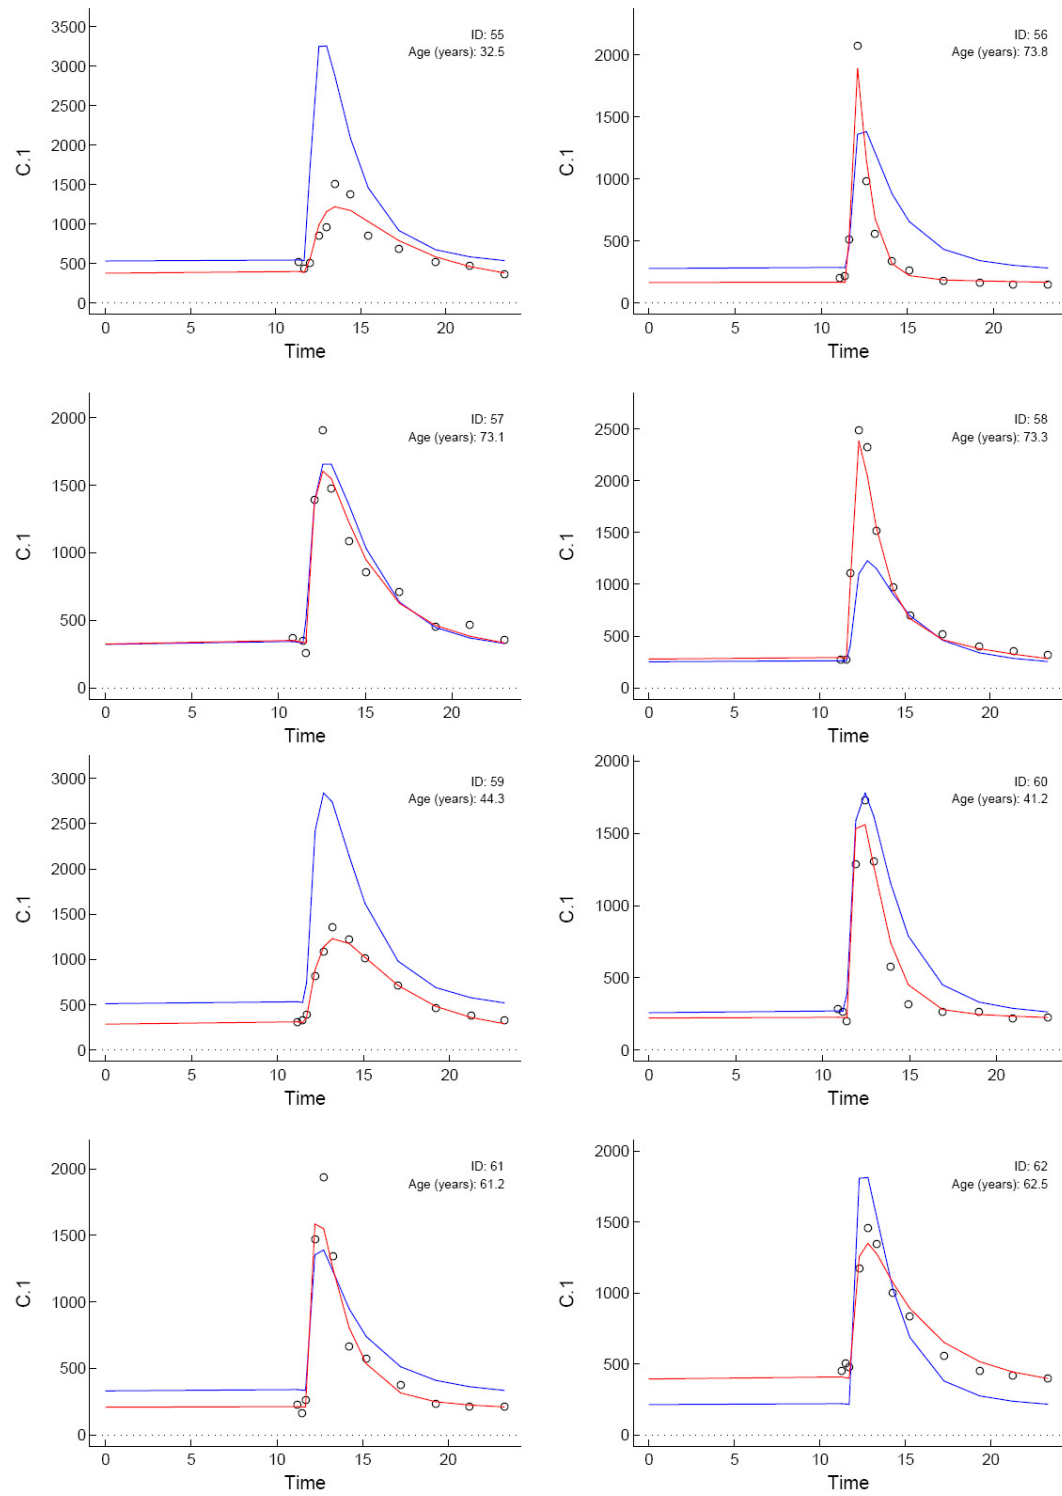 ID: 55
Age (years): 32.5
3500
3000
2500
2000
1500
1000
500
0
C.1
0 5 10 15 20
Time
ID: 56
Age (years): 73.8
2000
1500
1000
500
0
C.1
0 5 10 15 20
Time
ID: 57
Age (years): 73.1
2000
1500
1000
500
0
C.1
0 5 10 15 20
Time
ID: 58
Age (years): 73.3
2500
2000
1500
1000
500
0
C.1
0 5 10 15 20
Time
ID: 59
Age (years): 44.3
3000
2500
2000
1500
1000
500
0
C.1
0 5 10 15 20
Time
ID: 60
Age (years): 41.2
2000
1500
1000
500
0
C.1
0 5 10 15 20
Time
ID: 61
Age (years): 61.2
2000
1500
1000
500
0
C.1
0 5 10 15 20
Time
ID: 62
Age (years): 62.5
2000
1500
1000
500
0
C.1
0 5 10 15 20
Time